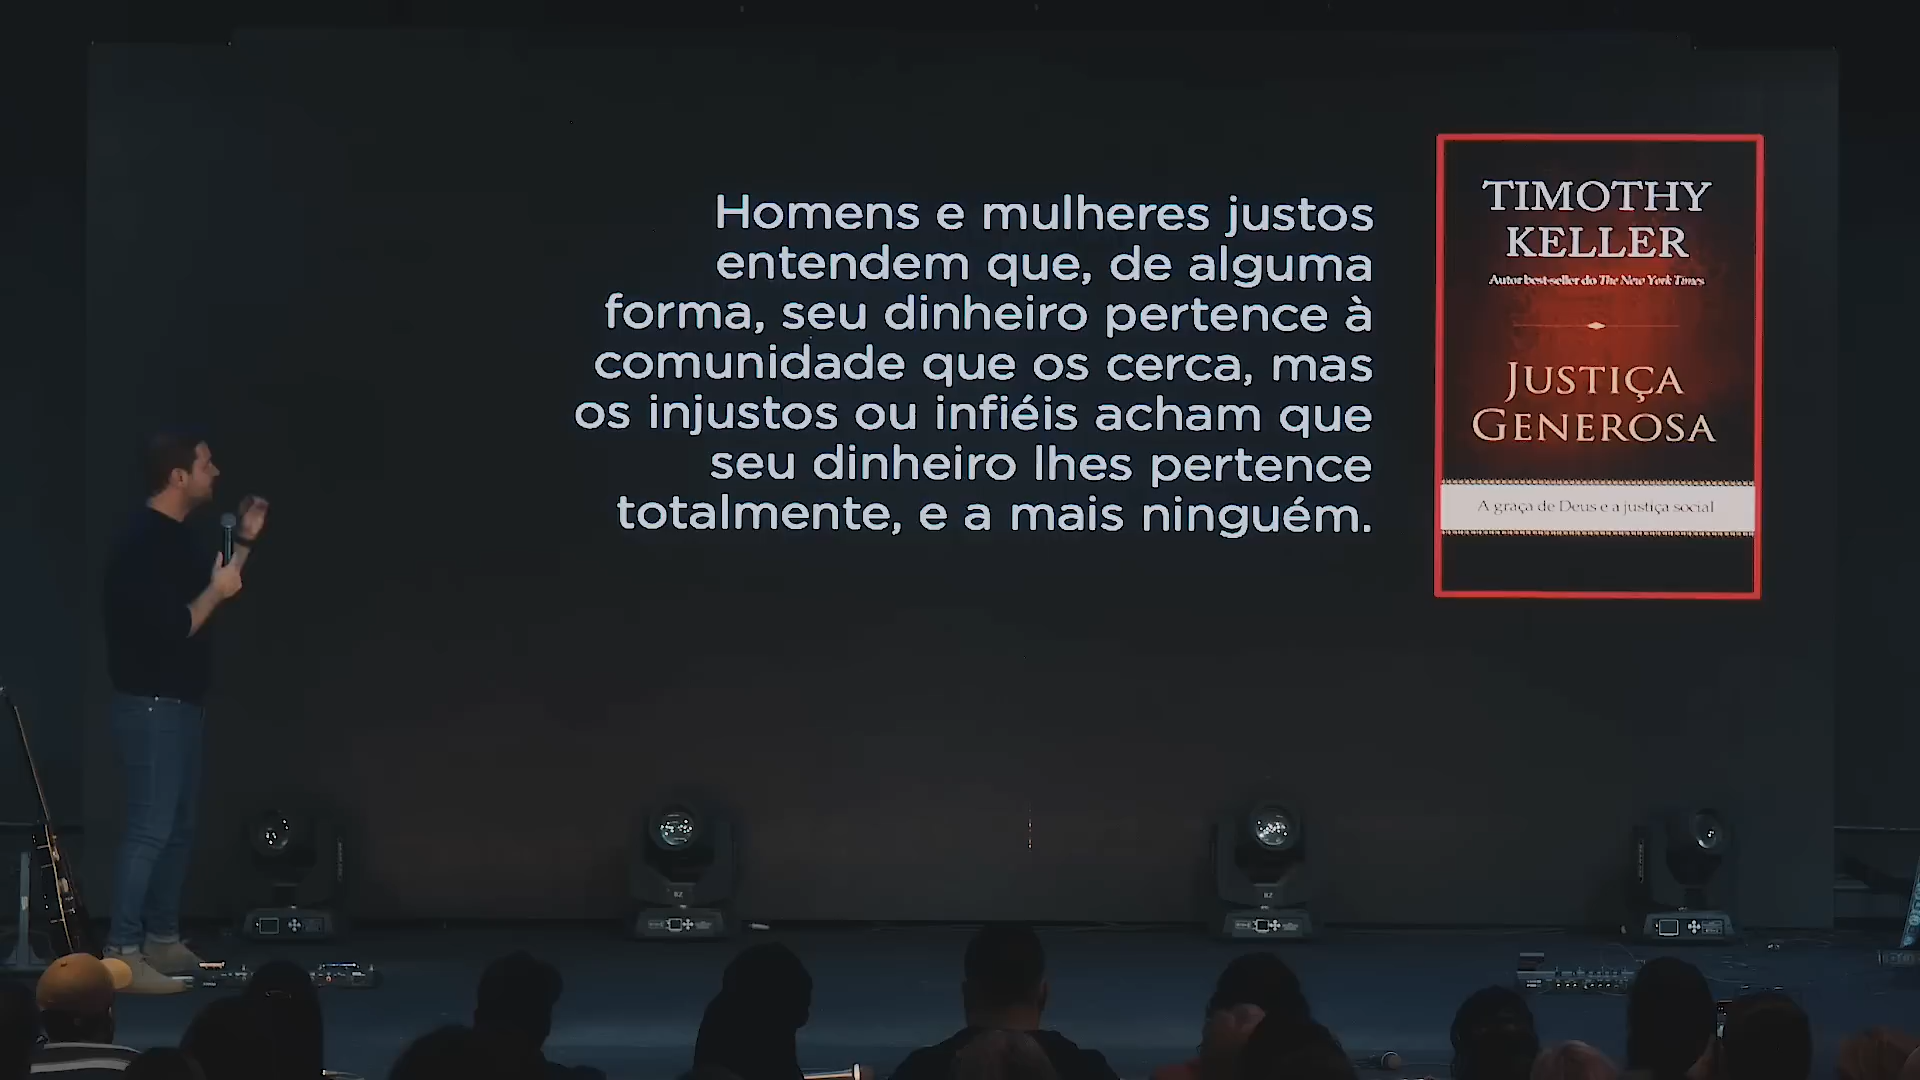 Homens e mulheres justos
entendem que, de alguma
forma, seu dinheiro pertence à
comunidade que os cerca, mas
os injustos ou infiéis acham que
seu dinheiro lhes pertence
totalmente, e a mais ninguém.
TIMOTHY
KELLER
Autor best-seller do The New York Times
JUSTIÇA
GENEROSA
A graça de Deus e a justiça social